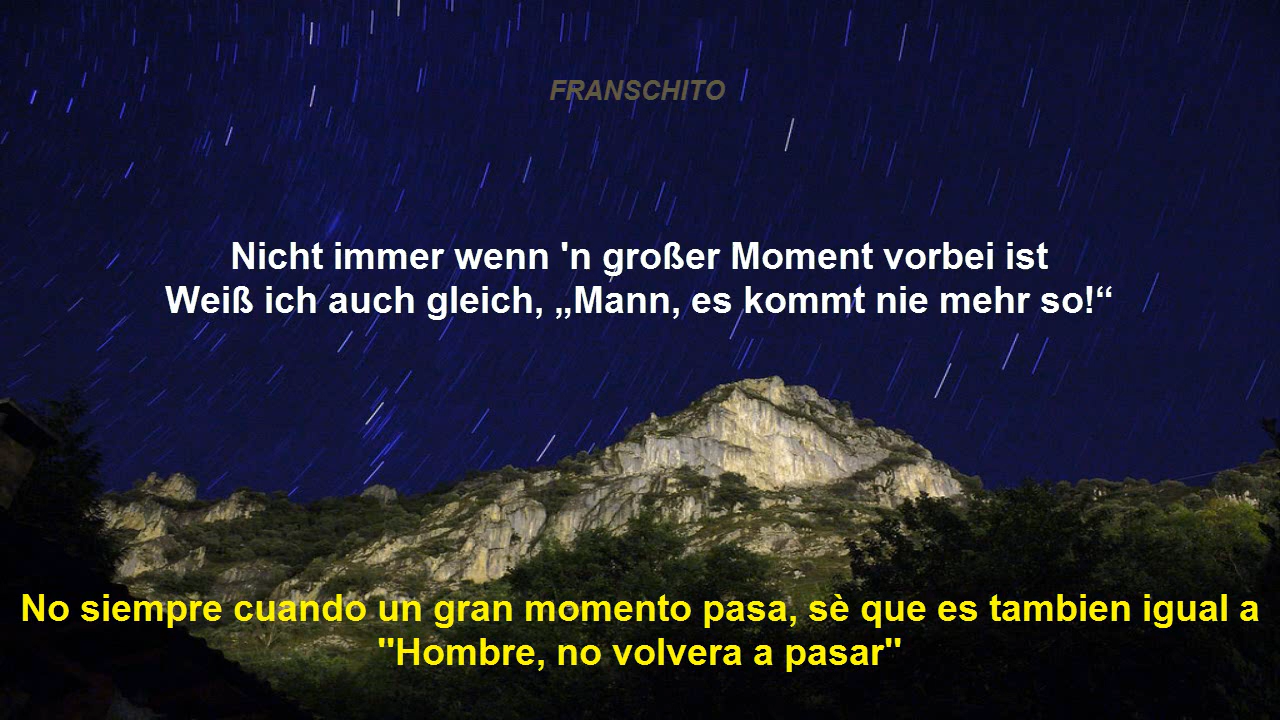 FRANSCHITO
Nicht immer wenn 'n großer Moment vorbei ist
Weiß ich auch gleich, „Mann, es kommt nie mehr so!“
No siempre cuando un gran momento pasa, sè que es tambien igual a
"Hombre, no volvera a pasar"